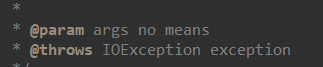 *
* @param args no means
* @throws IOException exception
*/